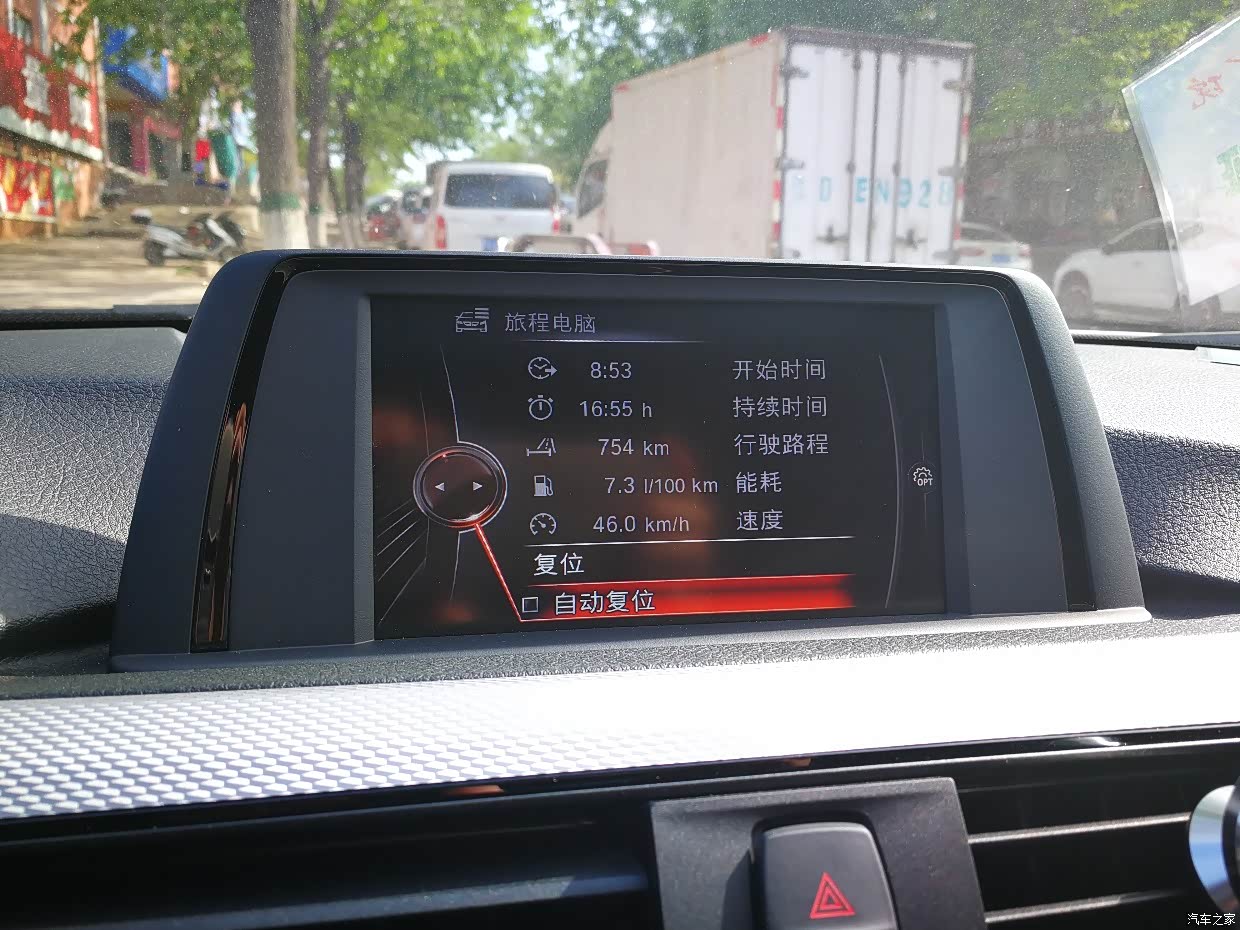 旅程电脑
8:53 开始时间
16:55 h 持续时间
754 km 行驶路程
7.3 l/100 km 能耗
46.0 km/h 速度
OPT
复位
自动复位
汽车之家